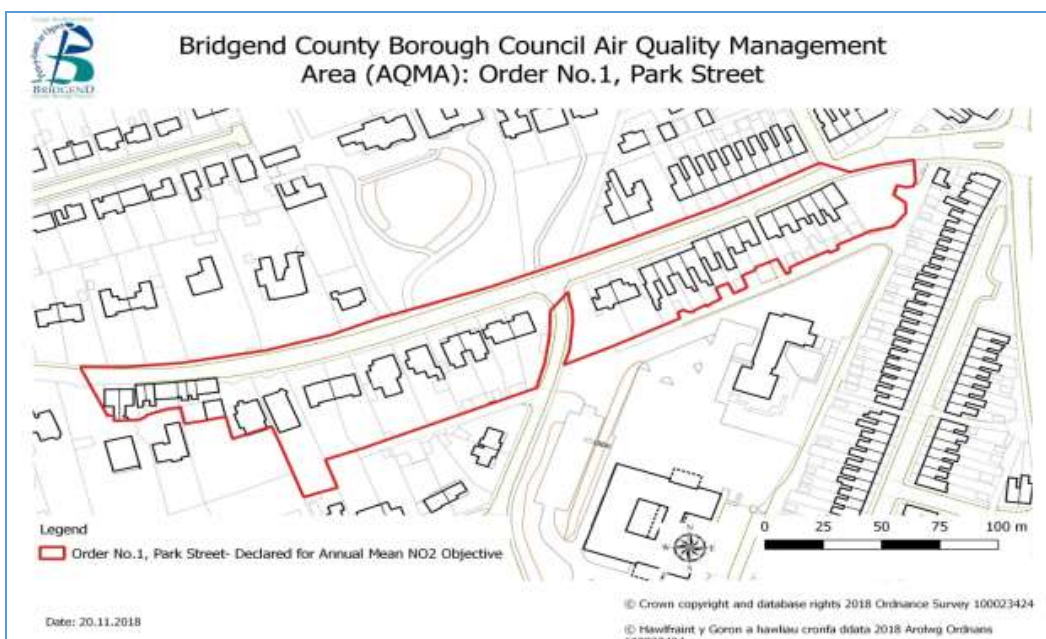 BRIDGEND
Bridgend County Borough Council Air Quality Management
Area (AQMA): Order No.1, Park Street
Legend
Order No.1, Park Street- Declared for Annual Mean NO2 Objective
N
W E
S
0 25 50 75 100 m
Date: 20.11.2018
© Crown copyright and database rights 2018 Ordnance Survey 100023424
© Hawlfraint y Goron a hawliau cronfa ddata 2018 Arolwg Ordnans